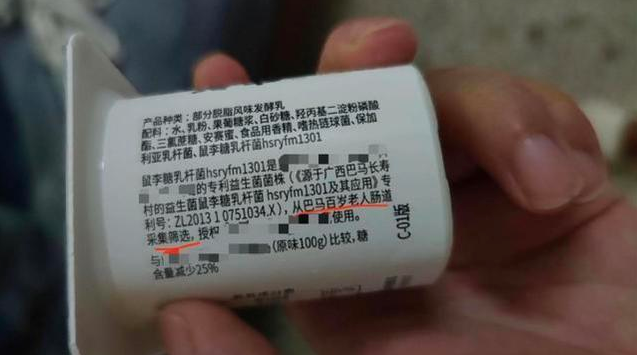 产品种类：部分脱脂风味发酵乳
配料：水、乳粉、果葡糖浆、白砂糖、羟丙基二淀粉磷酸
酯、三氯蔗糖、安赛蜜、食品用香精、嗜热链球菌、保加
利亚乳杆菌、鼠李糖乳杆菌hsryfm1301
鼠李糖乳杆菌hsryfm1301是
的专利益生菌菌株（《源于广西巴马长寿
村的益生菌鼠李糖乳杆菌 hsryfm1301及其应用》专
利号：ZL2013 1 0751034.X），从巴马百岁老人肠道
采集筛选，授权 使用。
与 (原味100g) 比较，糖
含量减少25%
C-01版